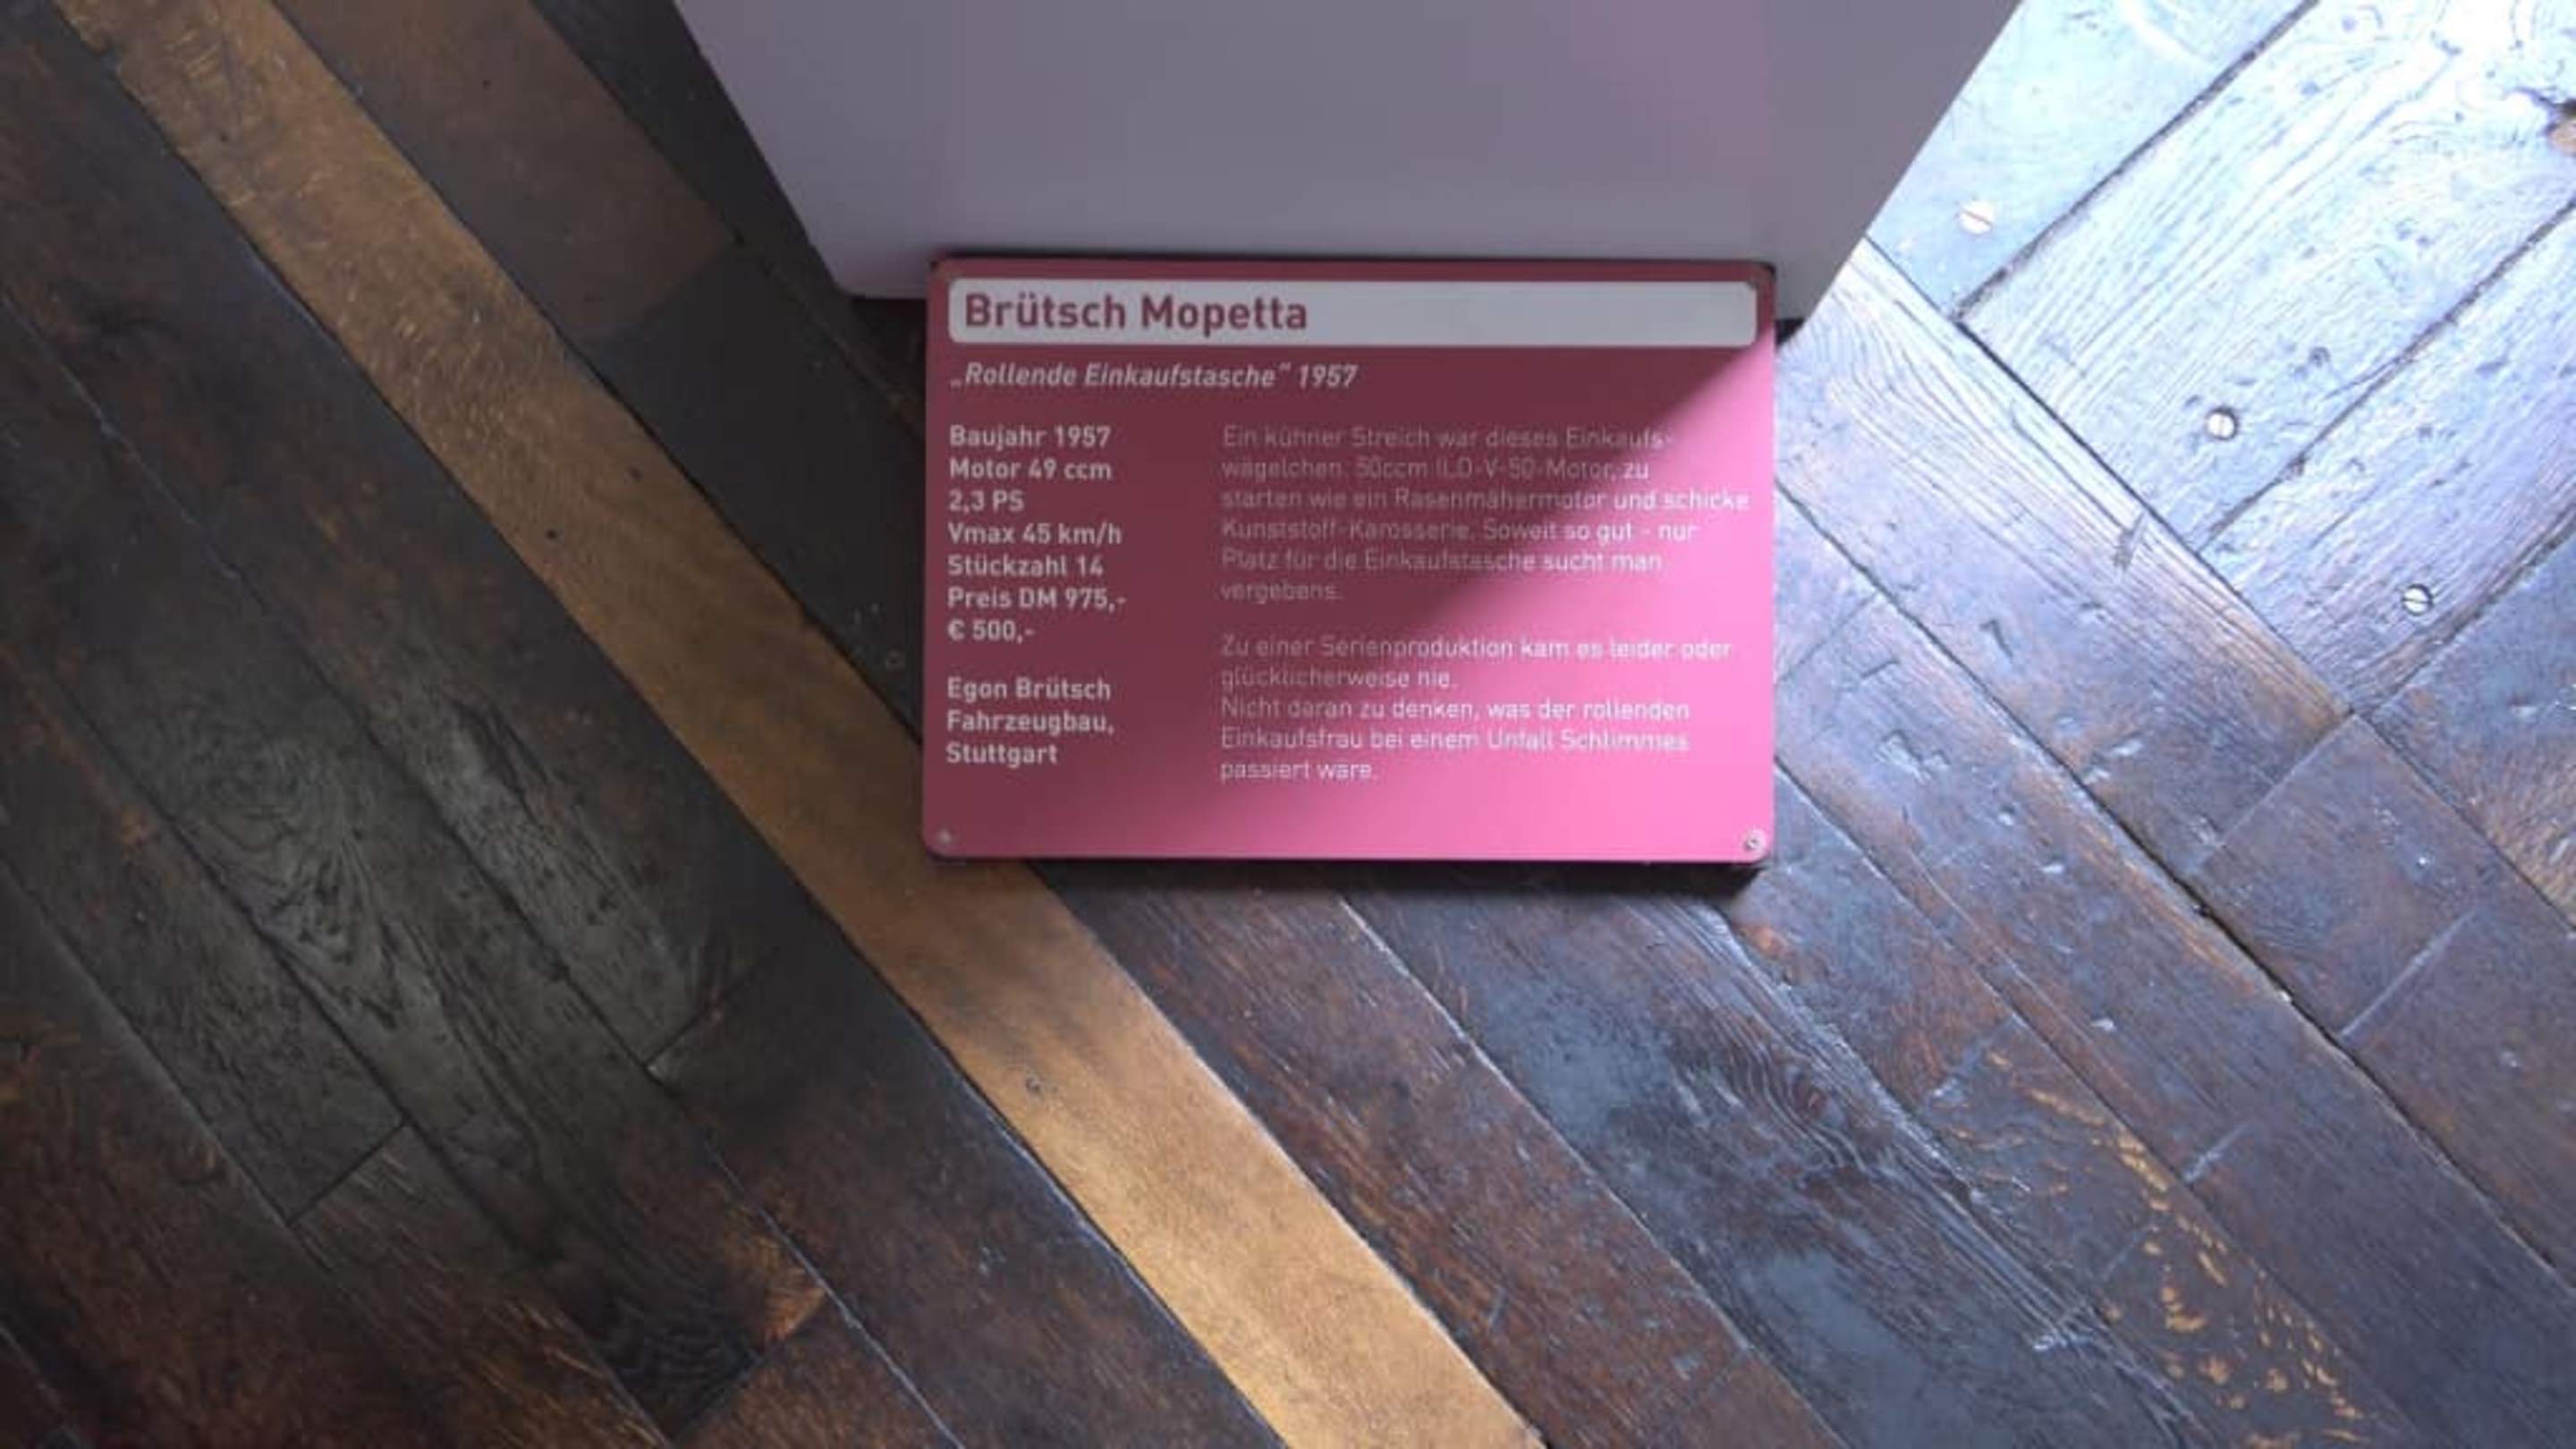 Brütsch Mopetta
„Rollende Einkaufstasche" 1957
Baujahr 1957
Motor 49 ccm
2,3 PS
Vmax 45 km/h
Stückzahl 14
Preis DM 975,-
€ 500,-
Egon Brütsch
Fahrzeugbau,
Stuttgart
Ein kühner Streich war dieses Einkaufs-
wägelchen: 50ccm ILO-V-50-Motor, zu
starten wie ein Rasenmähermotor und schicke
Kunststoff-Karosserie. Soweit so gut - nur
Platz für die Einkaufstasche sucht man
vergebens.
Zu einer Serienproduktion kam es leider oder
glücklicherweise nie.
Nicht daran zu denken, was der rollenden
Einkaufsfrau bei einem Unfall Schlimmes
passiert wäre.